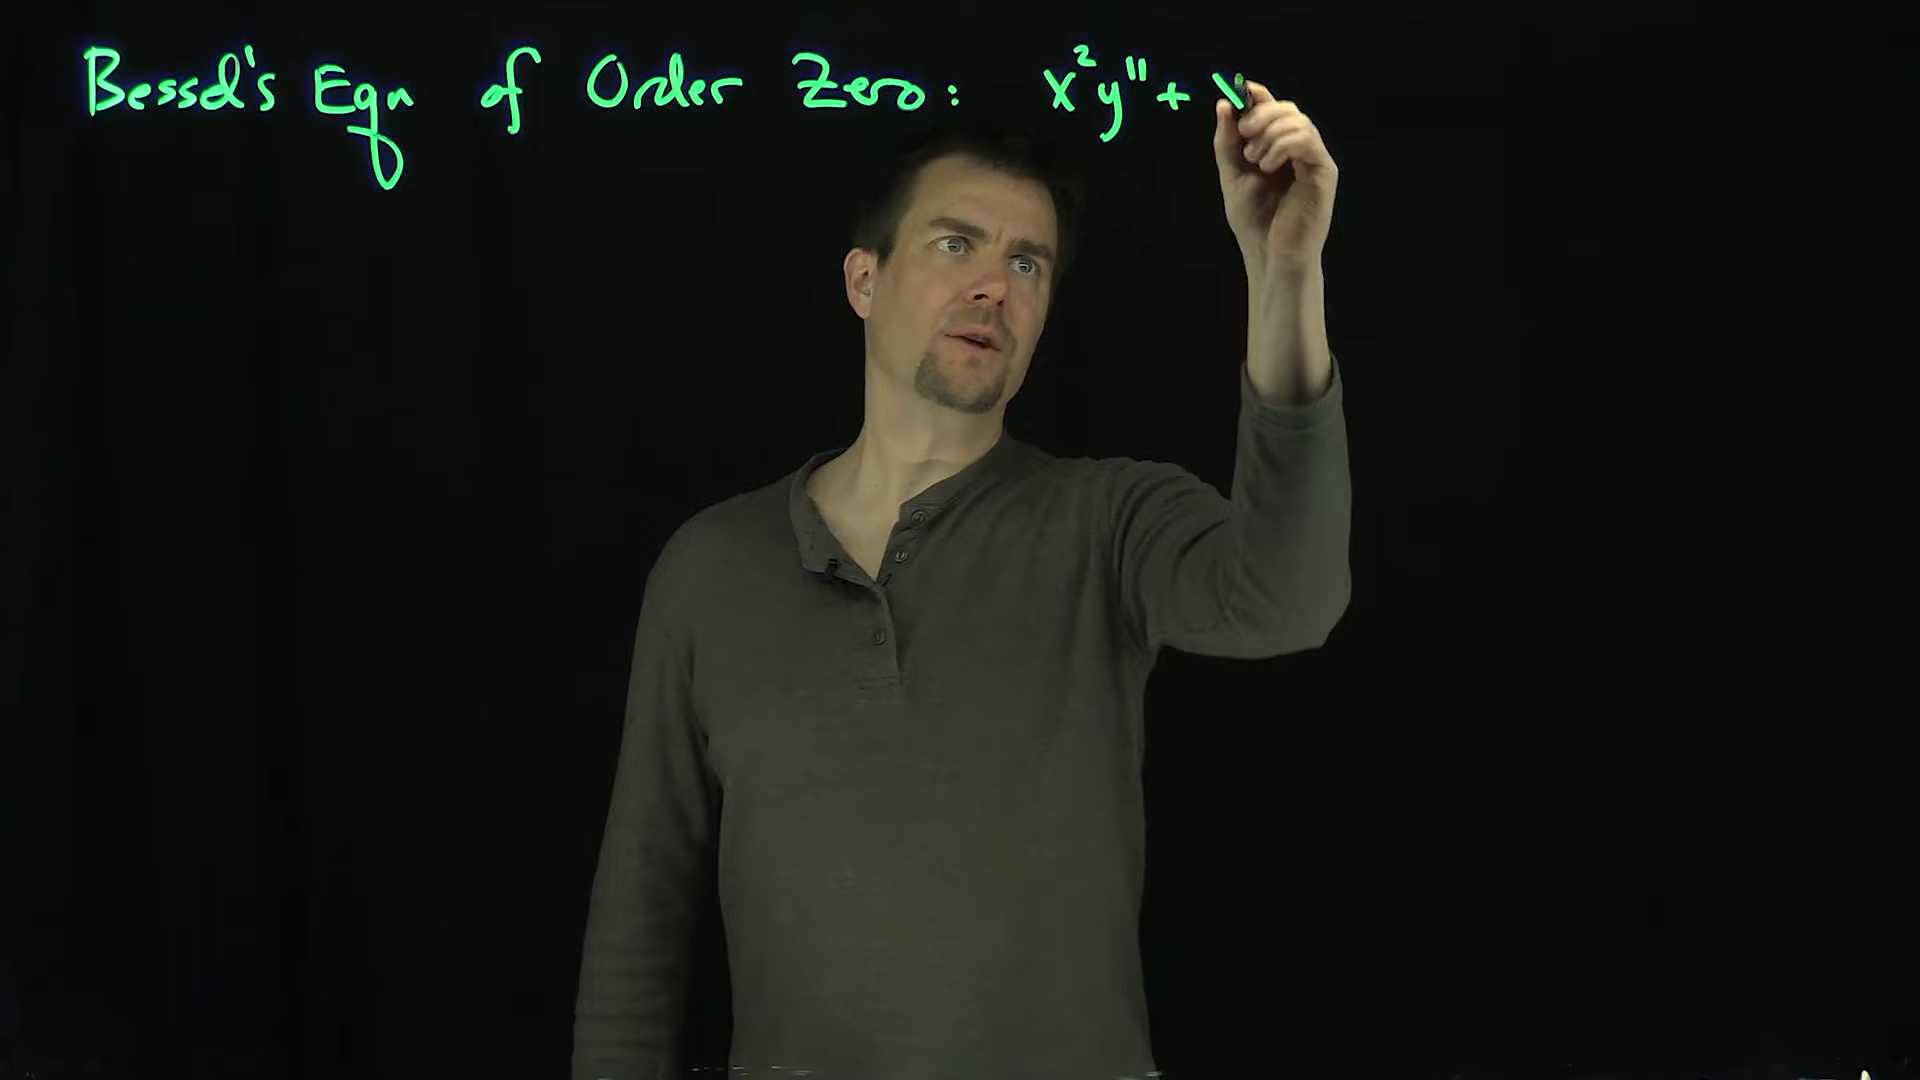 Bessel's Eqn of Order Zero: x²y" + x